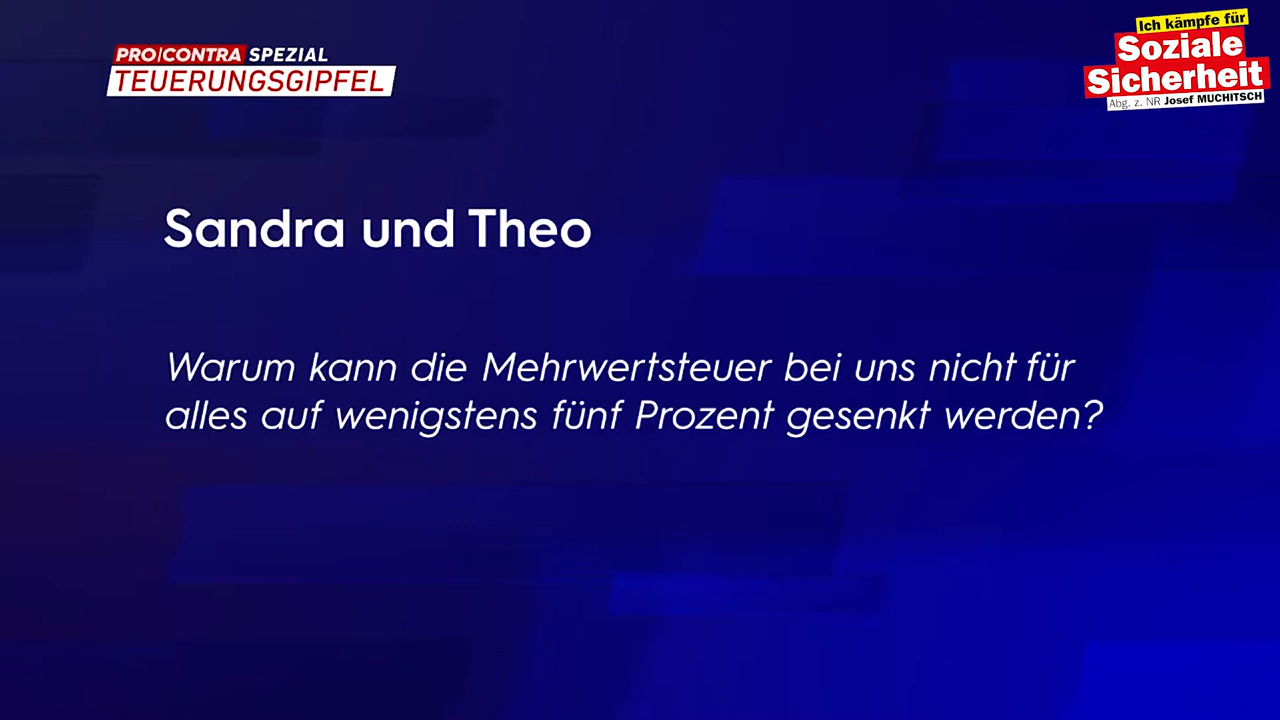 PRO|CONTRA SPEZIAL
TEUERUNGSGIPFEL
Ich kämpfe für
Soziale
Sicherheit
Abg. z. NR Josef MUCHITSCH
Sandra und Theo
Warum kann die Mehrwertsteuer bei uns nicht für
alles auf wenigstens fünf Prozent gesenkt werden?